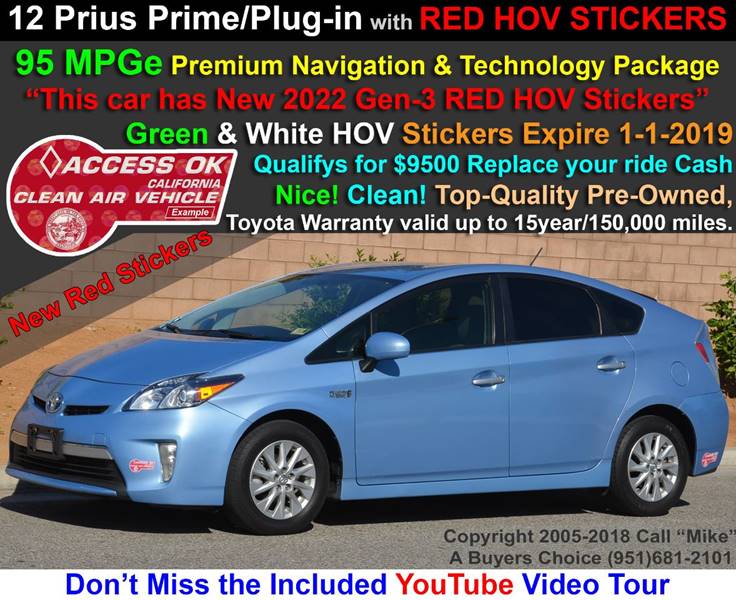 12 Prius Prime/Plug-in with RED HOV STICKERS
95 MPGe Premium Navigation & Technology Package
“This car has New 2022 Gen-3 RED HOV Stickers”
Green & White HOV Stickers Expire 1-1-2019
ACCESS OK
CALIFORNIA
CLEAN AIR VEHICLE
Example
Qualifys for $9500 Replace your ride Cash
Nice! Clean! Top-Quality Pre-Owned,
Toyota Warranty valid up to 15year/150,000 miles.
New Red Stickers
Copyright 2005-2018 Call “Mike”
A Buyers Choice (951)681-2101
Don’t Miss the Included YouTube Video Tour